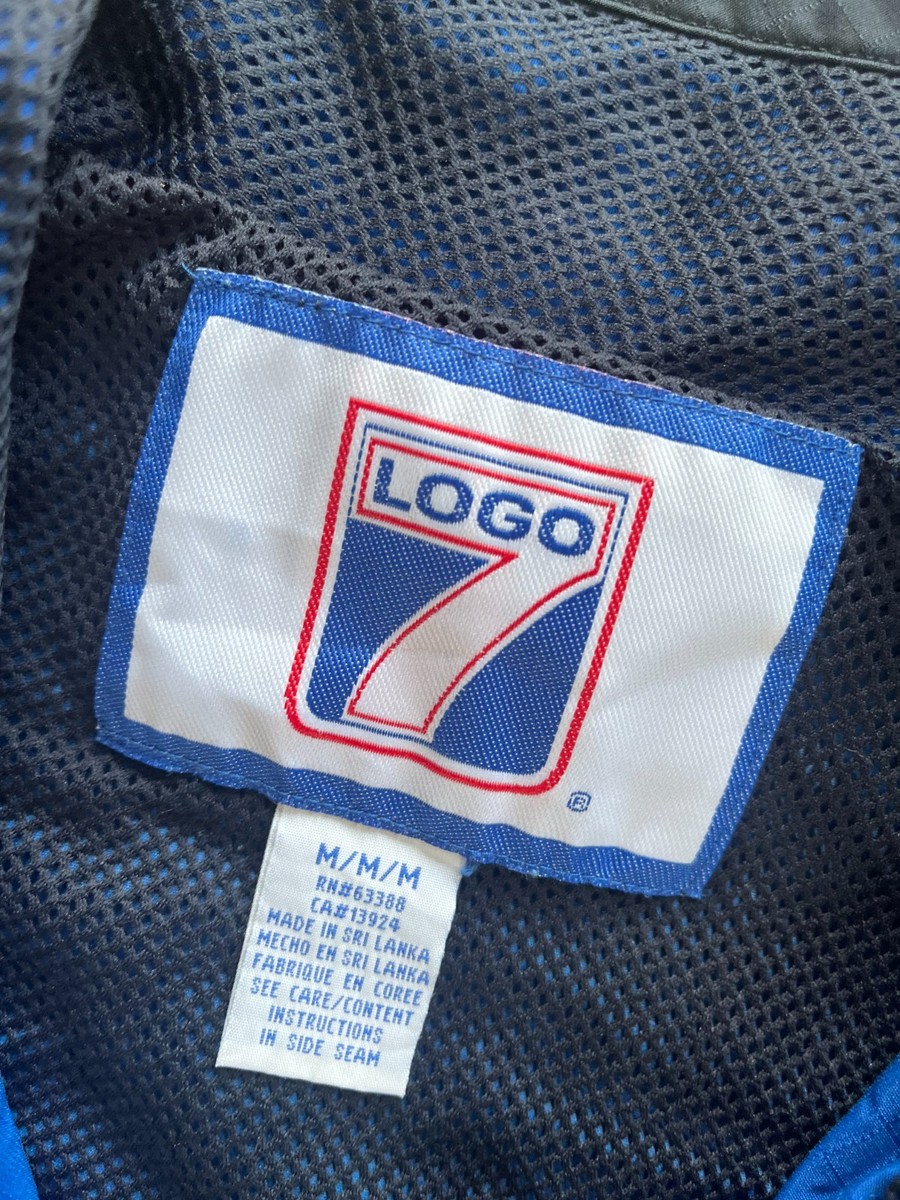 LOGO
7
®
M/M/M
RN#63388
CA#13924
MADE IN SRI LANKA
MECHO EN SRI LANKA
FABRIQUE EN COREE
SEE CARE/CONTENT
INSTRUCTIONS
IN SIDE SEAM